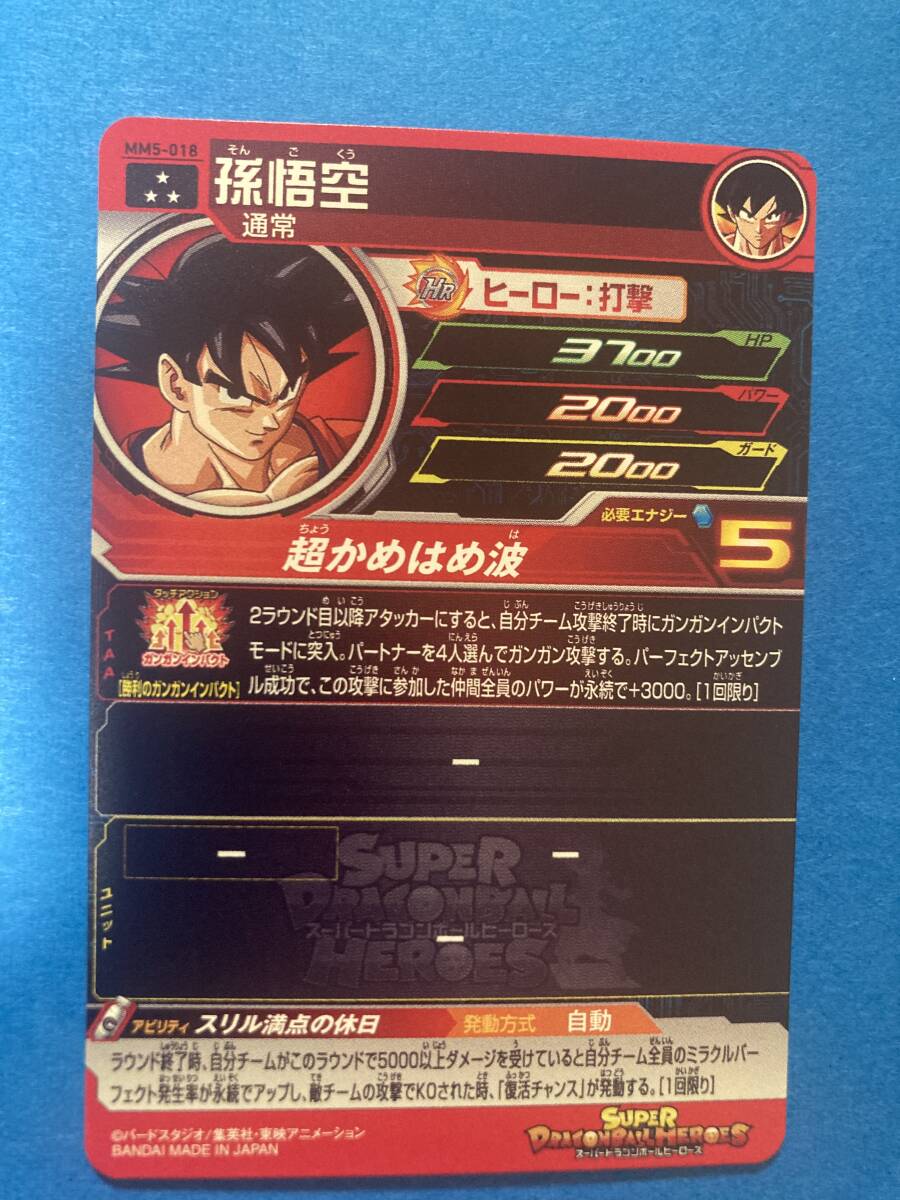 MM5-018
孫悟空
そんごくう
通常
HR
ヒーロー：打撃
HP
3700
パワー
2000
ガード
2000
必要エナジー 5
ちょう は
超かめはめ波
TAA
タッチアクション
ガンガンインパクト
[勝利のガンガンインパクト]
2ラウンド目以降アタッカーにすると、自分チーム攻撃終了時にガンガンインパクト
モードに突入。パートナーを4人選んでガンガン攻撃する。パーフェクトアッセンブ
ル成功で、この攻撃に参加した仲間全員のパワーが永続で+3000。[1回限り]
ー
ユニット
ー
ー
ー
SUPER
DRAGONBALL
スーパードラゴンボールヒーローズ
HEROES
アビリティ スリル満点の休日 発動方式 自動
ラウンド終了時、自分チームがこのラウンドで5000以上ダメージを受けていると自分チーム全員のミラクルパー
フェクト発生率が永続でアップし、敵チームの攻撃でKOされた時、「復活チャンス」が発動する。[1回限り]
©バードスタジオ/集英社・東映アニメーション
BANDAI MADE IN JAPAN
SUPER
DRAGONBALL HEROES
スーパードラゴンボールヒーローズ